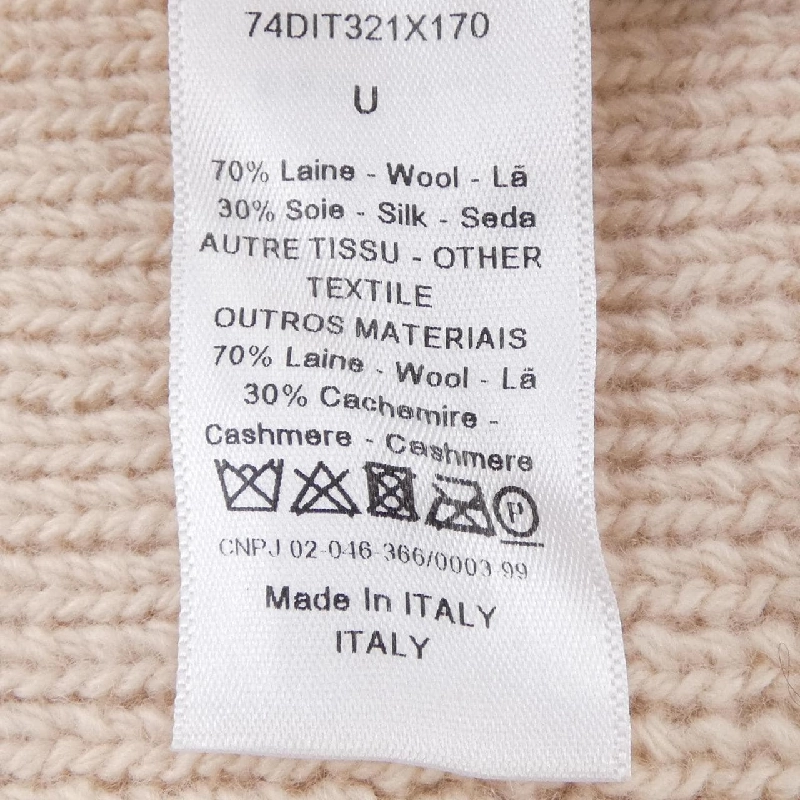 74DIT321X170
U
70% Laine - Wool - Lã
30% Soie - Silk - Seda
AUTRE TISSU - OTHER
TEXTILE
OUTROS MATERIAIS
70% Laine - Wool - Lã
30% Cachemire -
Cashmere - Cashmere
P
CNPJ 02-046-366/0003 99
Made In ITALY
ITALY